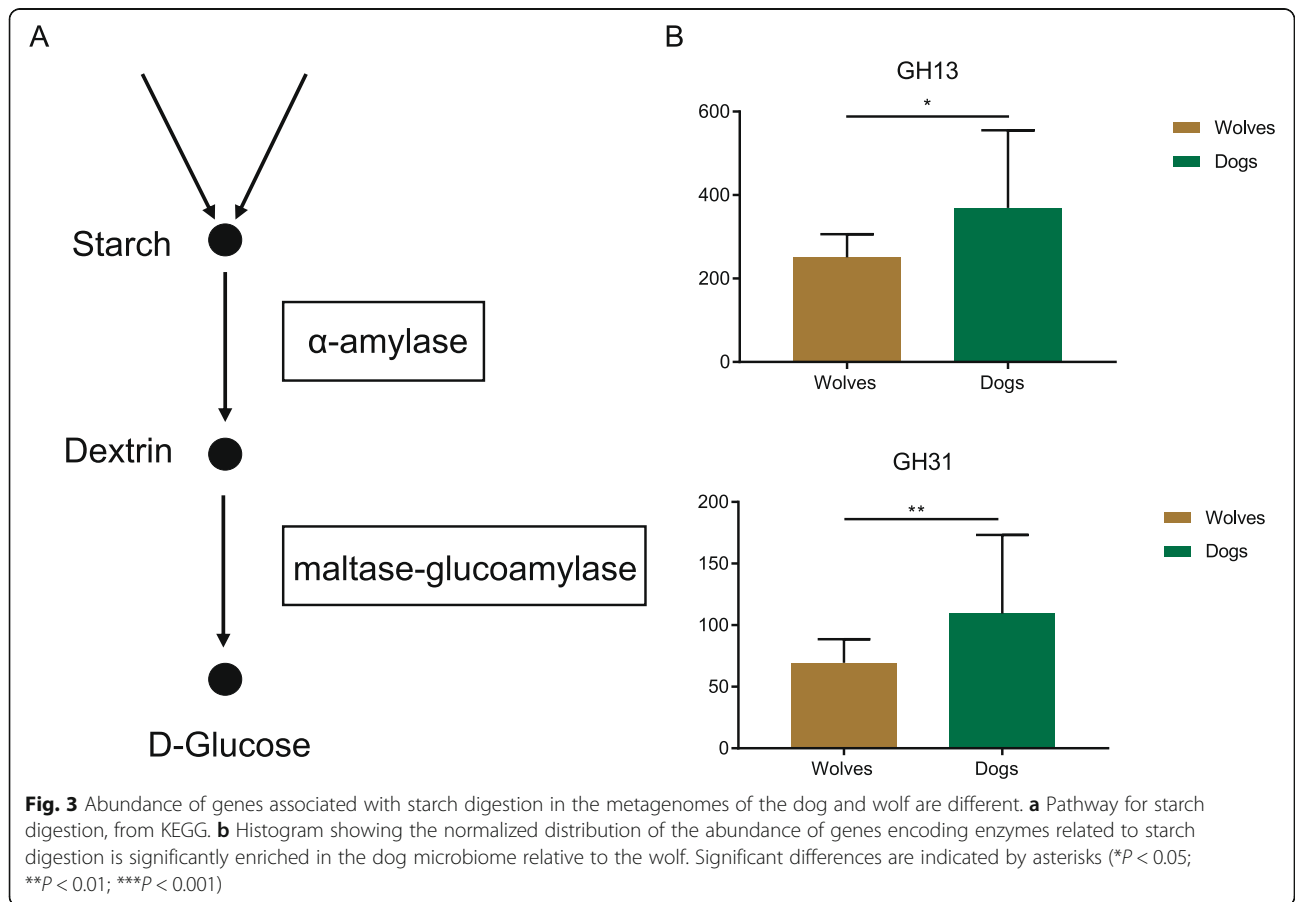 A
Starch
α-amylase
Dextrin
maltase-glucoamylase
D-Glucose
B
GH13
600
400
200
0
*
Wolves
Dogs
Wolves
Dogs
GH31
200
150
100
50
0
**
Wolves
Dogs
Wolves
Dogs
Fig. 3 Abundance of genes associated with starch digestion in the metagenomes of the dog and wolf are different. a Pathway for starch
digestion, from KEGG. b Histogram showing the normalized distribution of the abundance of genes encoding enzymes related to starch
digestion is significantly enriched in the dog microbiome relative to the wolf. Significant differences are indicated by asterisks (*P < 0.05;
**P < 0.01; ***P < 0.001)